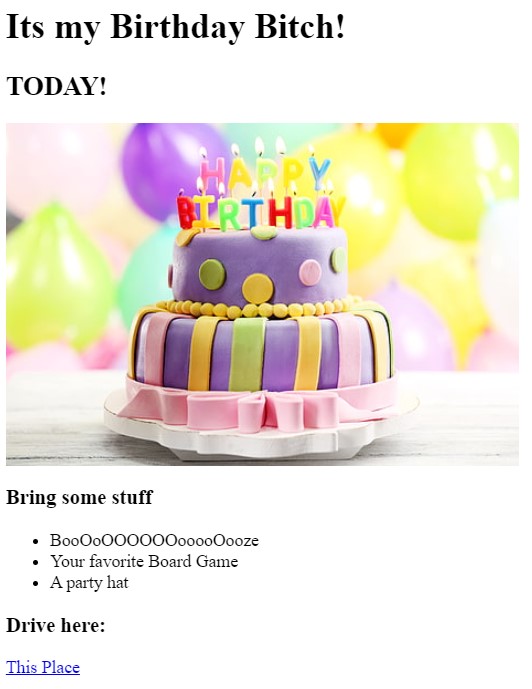 Its my Birthday Bitch!
TODAY!
HAPPY
BIRTHDAY
Bring some stuff
BooOoOOOOOOooooOooze
Your favorite Board Game
A party hat
Drive here:
This Place